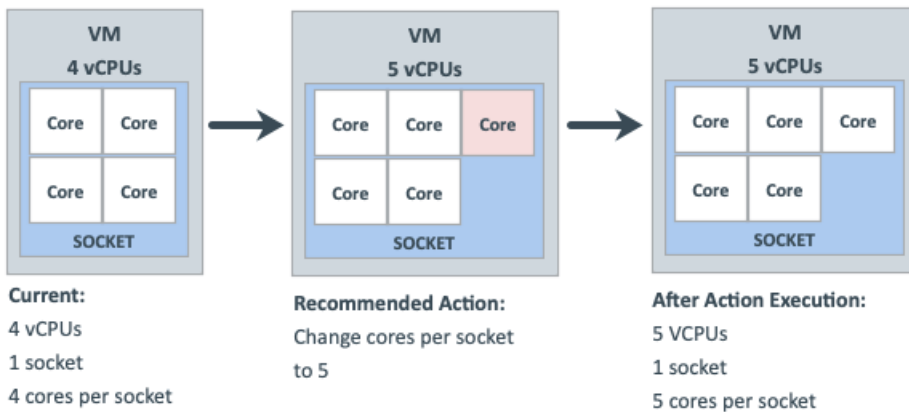 VM
4 vCPUs
Core Core
Core Core
SOCKET
Current:
4 vCPUs
1 socket
4 cores per socket
VM
5 vCPUs
Core Core Core
Core Core
SOCKET
Recommended Action:
Change cores per socket
to 5
VM
5 vCPUs
Core Core Core
Core Core
SOCKET
After Action Execution:
5 VCPUs
1 socket
5 cores per socket